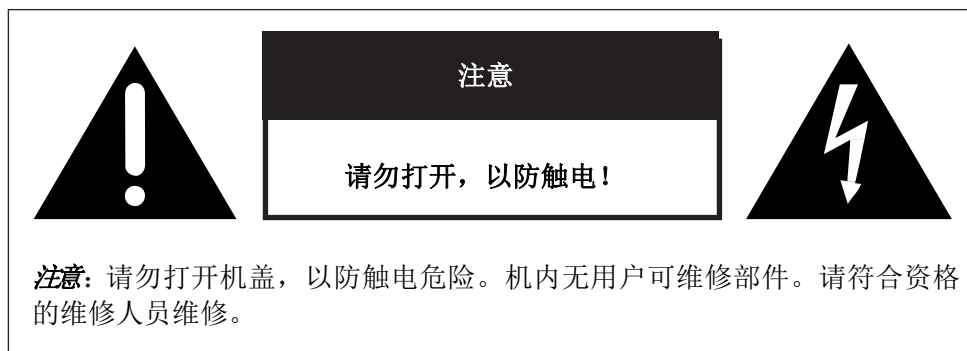 注意
请勿打开，以防触电！
注意：请勿打开机盖，以防触电危险。机内无用户可维修部件。请符合资格
的维修人员维修。